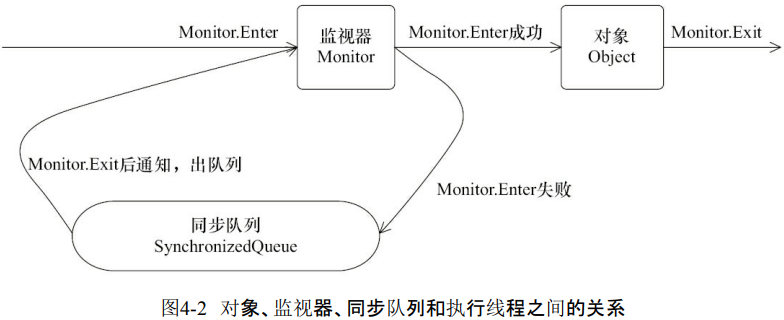 Monitor.Enter
监视器
Monitor
Monitor.Enter成功
对象
Object
Monitor.Exit
Monitor.Exit后通知，出队列
Monitor.Enter失败
同步队列
SynchronizedQueue
图4-2 对象、监视器、同步队列和执行线程之间的关系